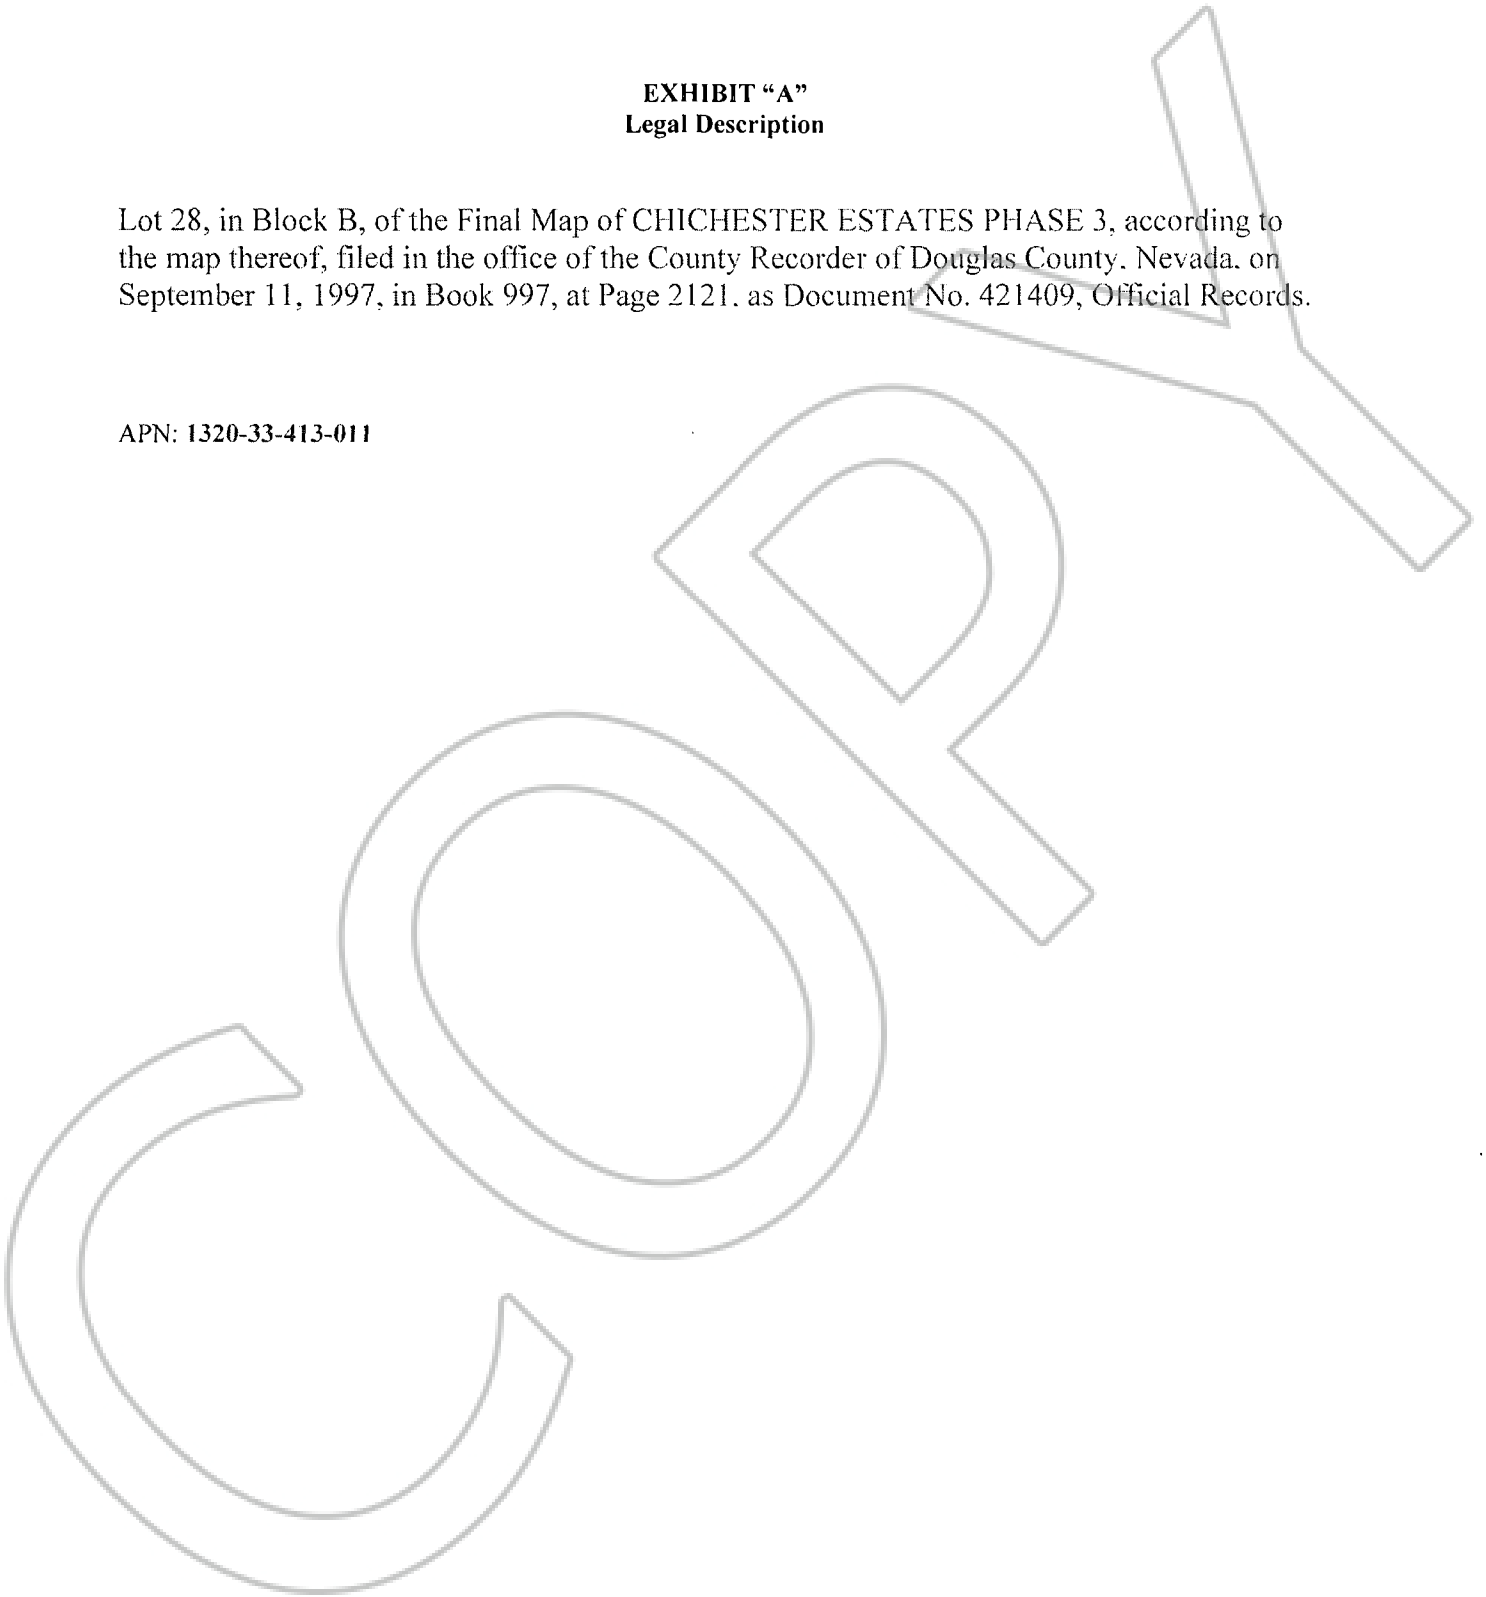 EXHIBIT “A”
Legal Description
Lot 28, in Block B, of the Final Map of CHICHESTER ESTATES PHASE 3, according to
the map thereof, filed in the office of the County Recorder of Douglas County, Nevada, on
September 11, 1997, in Book 997, at Page 2121, as Document No. 421409, Official Records.
APN: 1320-33-413-011
COPY